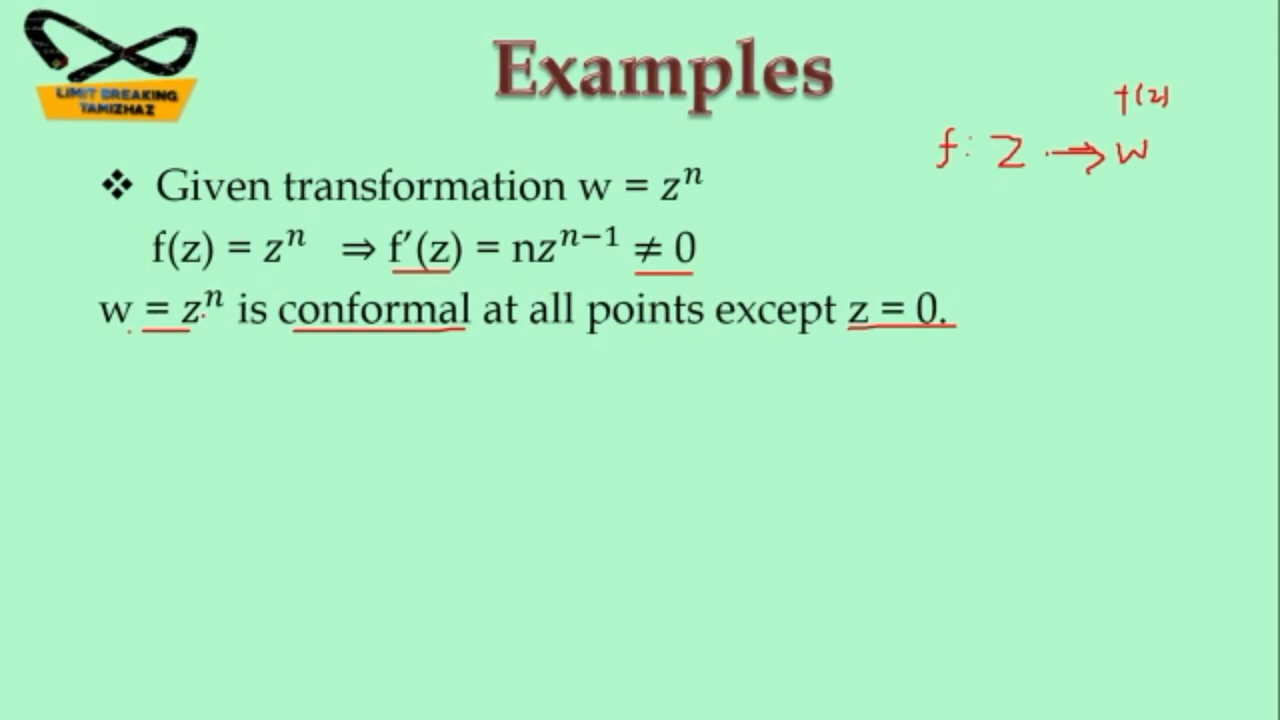 LIMIT BREAKING
TAMIZHAZ
Examples
f(z)
f: Z → W
❖ Given transformation w = zⁿ
f(z) = zⁿ ⇒ f′(z) = nzⁿ⁻¹ ≠ 0
w = zⁿ is conformal at all points except z = 0.